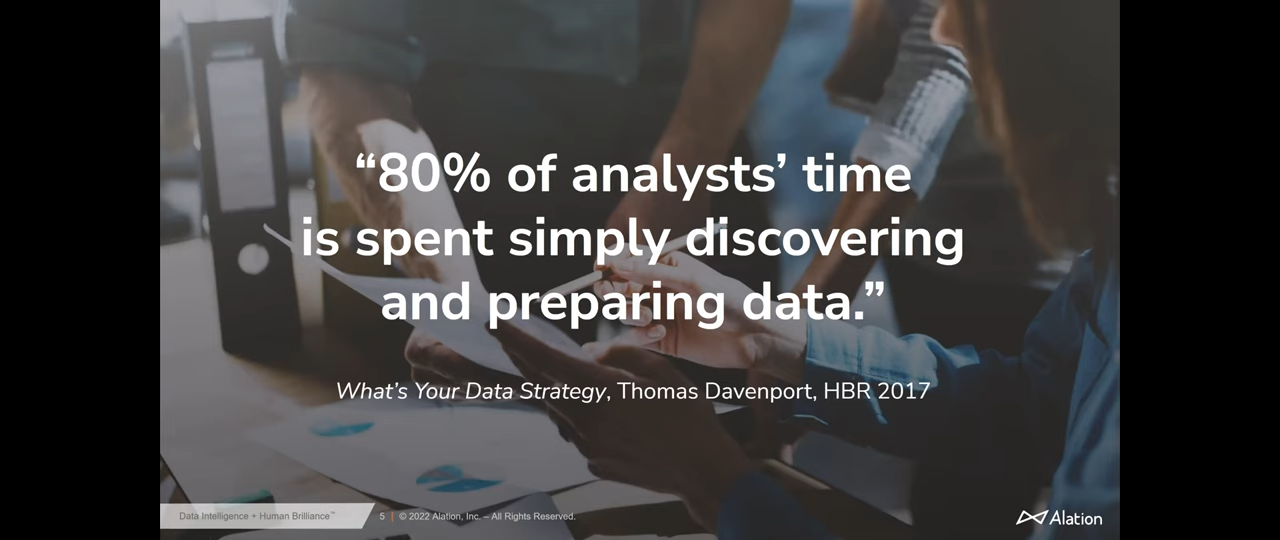 “80% of analysts’ time
is spent simply discovering
and preparing data.”
What’s Your Data Strategy, Thomas Davenport, HBR 2017
Data Intelligence + Human Brilliance™
5 | © 2022 Alation, Inc. – All Rights Reserved.
Alation